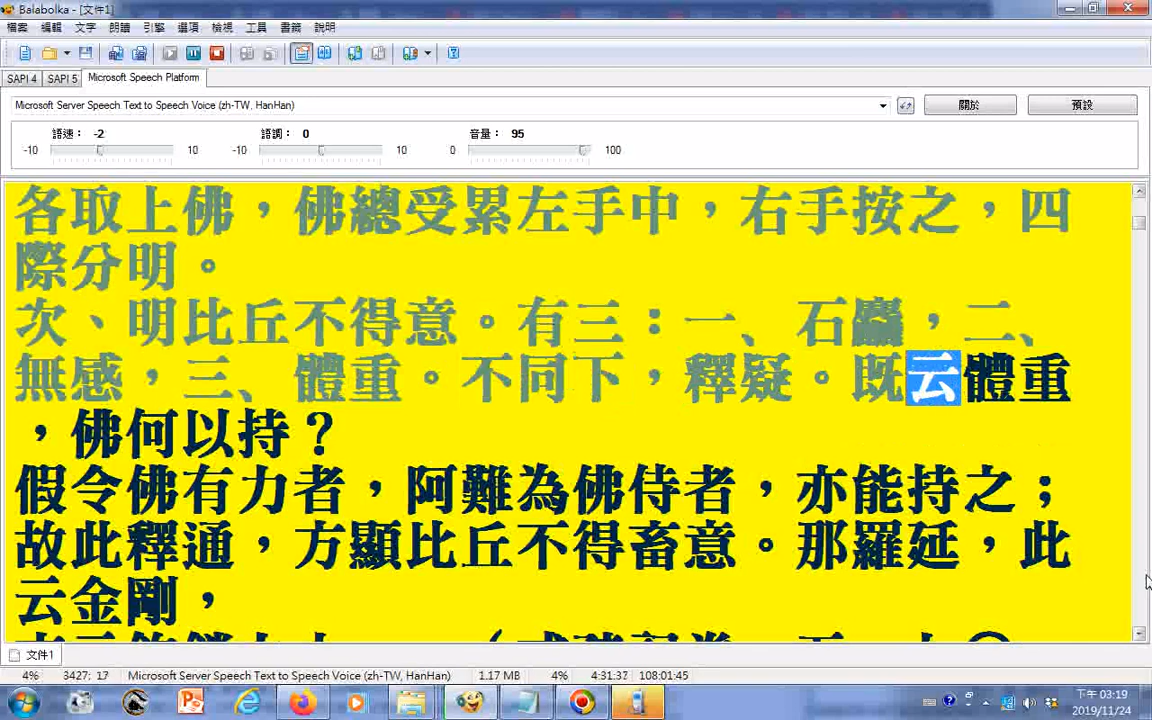 Balabolka - [文件1]
檔案 編輯 文字 朗讀 引擎 選項 檢視 工具 書籤 說明
SAPI 4 SAPI 5 Microsoft Speech Platform
Microsoft Server Speech Text to Speech Voice (zh-TW, HanHan) 關於 預設
語速: -2 語調: 0 音量: 95
-10 10 -10 10 0 100
各取上佛，佛總受累左手中，右手按之，四
際分明。
次、明比丘不得意。有三：一、石麤，二、
無感，三、體重。不同下，釋疑。既云體重
，佛何以持？
假令佛有力者，阿難為佛侍者，亦能持之；
故此釋通，方顯比丘不得畜意。那羅延，此
云金剛，
文件1
4% 3427: 17 Microsoft Server Speech Text to Speech Voice (zh-TW, HanHan) 1.17 MB 4% 4:31:37 108:01:45
下午 03:19
2019/11/24